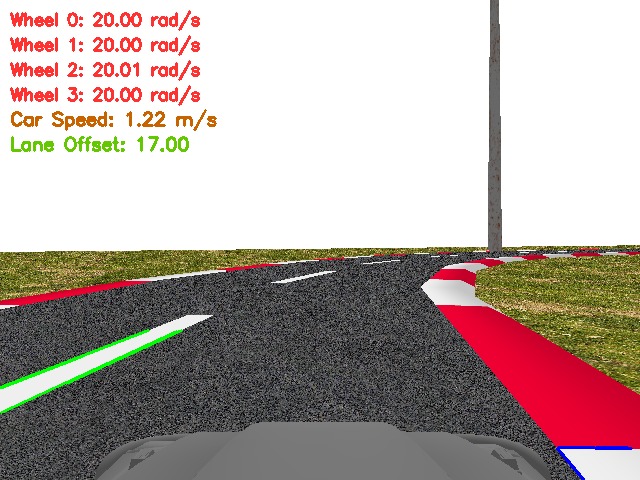 Wheel 0: 20.00 rad/s
Wheel 1: 20.00 rad/s
Wheel 2: 20.01 rad/s
Wheel 3: 20.00 rad/s
Car Speed: 1.22 m/s
Lane Offset: 17.00